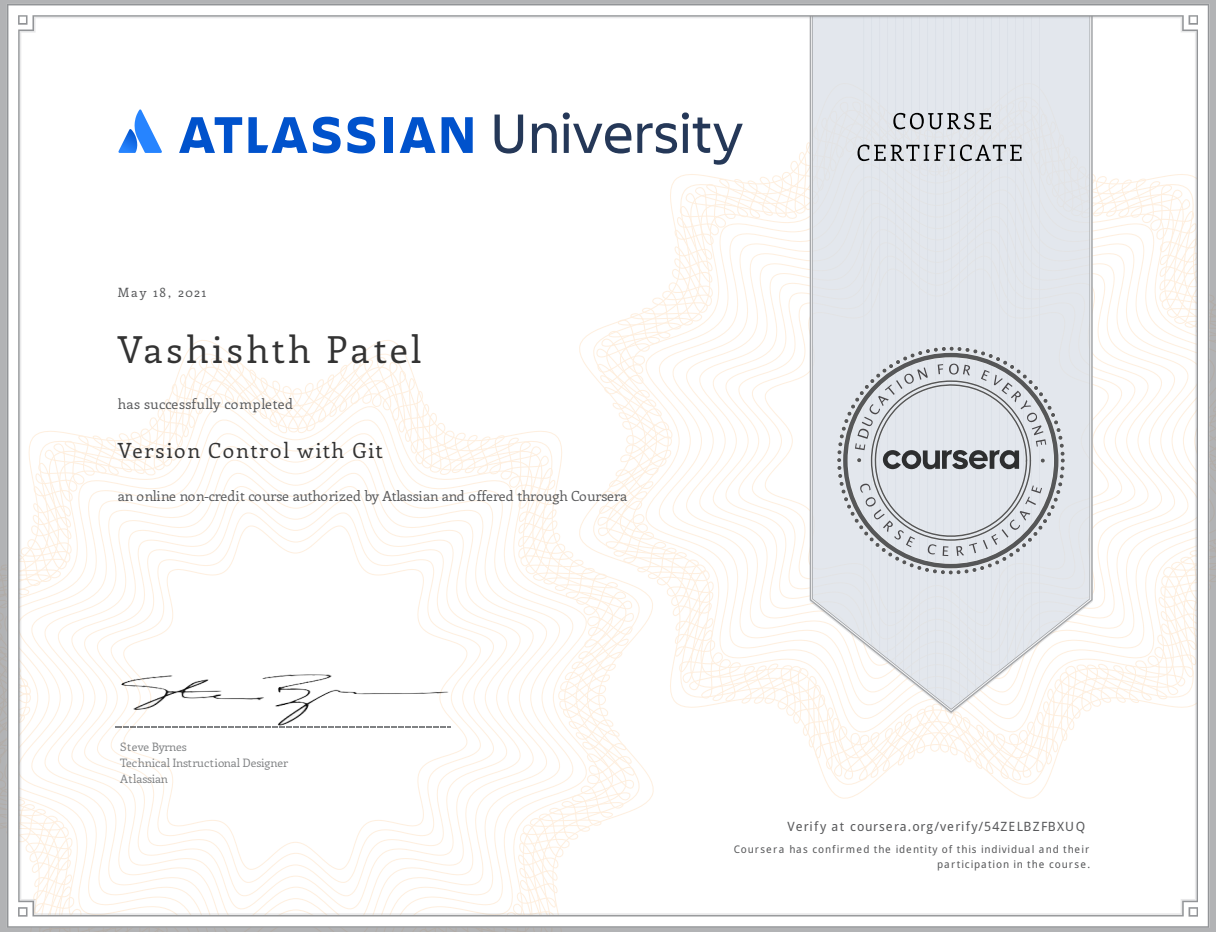 ATLASSIAN University
COURSE
CERTIFICATE
May 18, 2021
Vashishth Patel
has successfully completed
Version Control with Git
an online non-credit course authorized by Atlassian and offered through Coursera
EDUCATION FOR EVERYONE
coursera
COURSE CERTIFICATE
Steve Byrnes
Technical Instructional Designer
Atlassian
Verify at coursera.org/verify/54ZELBZFBXUQ
Coursera has confirmed the identity of this individual and their
participation in the course.